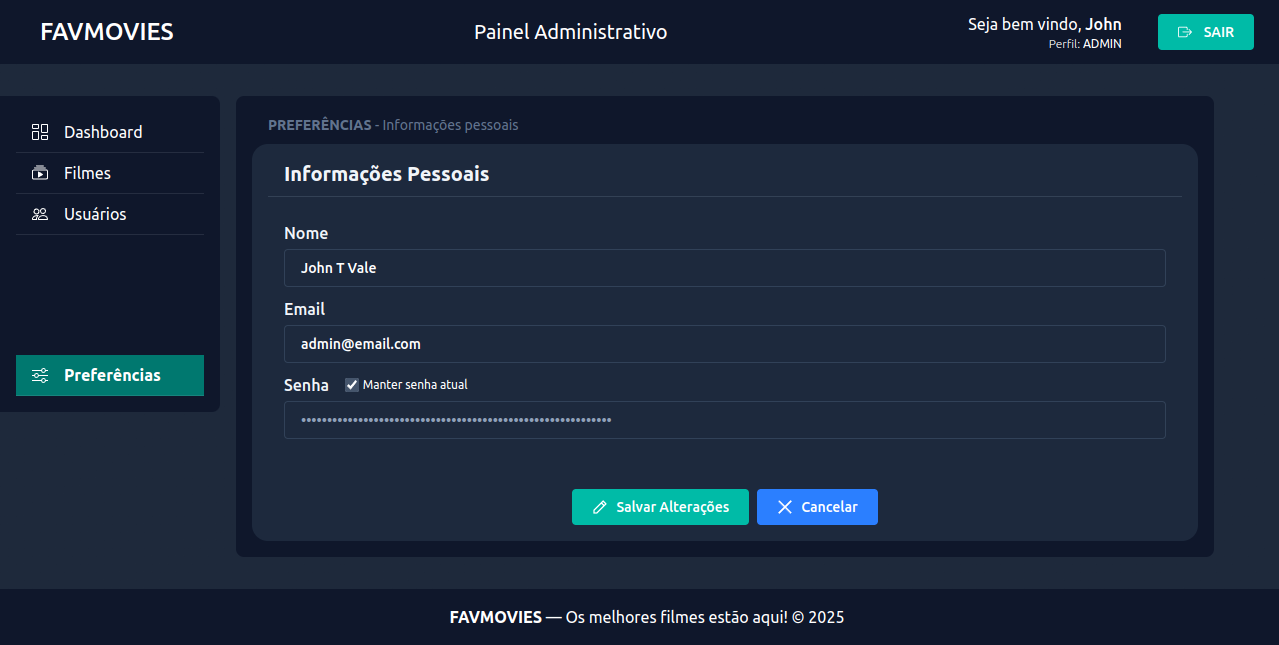 FAVMOVIES
Painel Administrativo
Seja bem vindo, John
Perfil: ADMIN
SAIR
Dashboard
Filmes
Usuários
Preferências
PREFERÊNCIAS - Informações pessoais
Informações Pessoais
Nome
John T Vale
Email
admin@email.com
Senha
Manter senha atual
Salvar Alterações
Cancelar
FAVMOVIES — Os melhores filmes estão aqui! © 2025